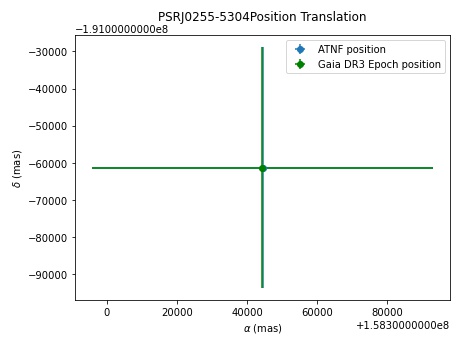 PSRJ0255-5304Position Translation
−1.9100000000e8
ATNF position
Gaia DR3 Epoch position
−30000
−40000
−50000
−60000
−70000
−80000
−90000
δ (mas)
0 20000 40000 60000 80000
α (mas)
+1.5830000000e8